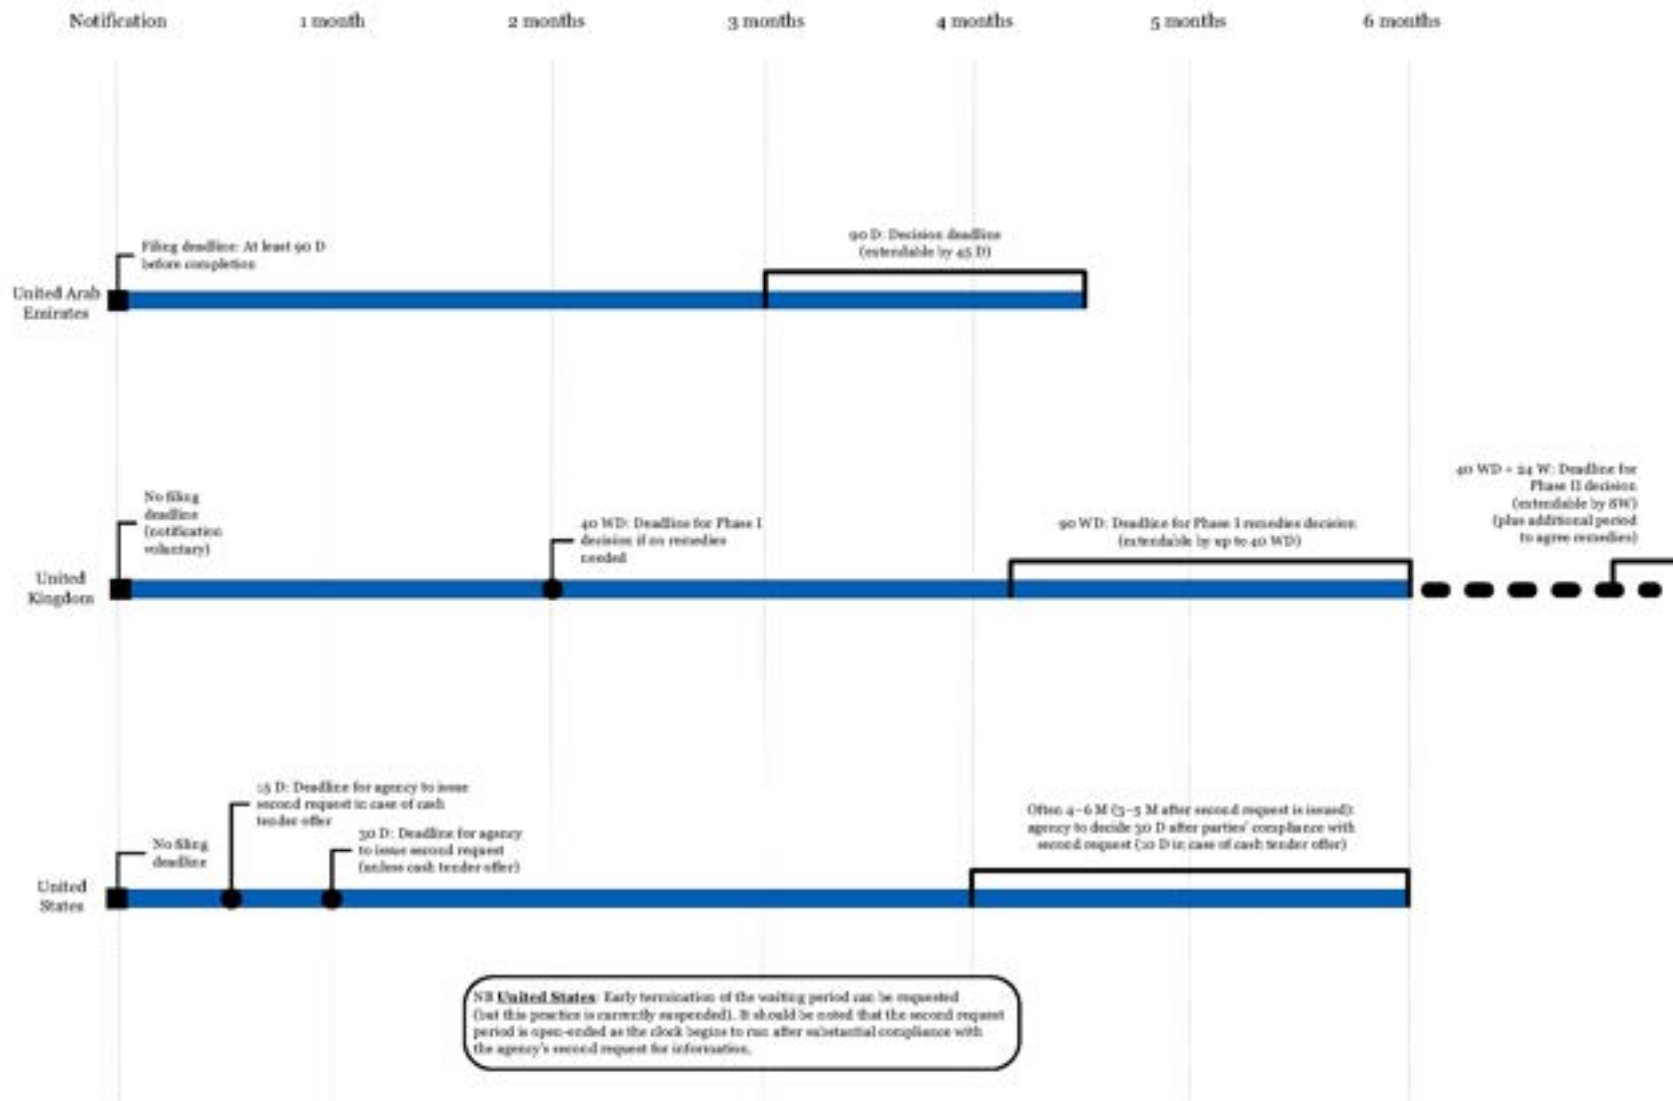 Notification 1 month 2 months 3 months 4 months 5 months 6 months
Filing deadline: At least 90 D
before completion
90 D: Decision deadline
(extendable by 45 D)
United Arab
Emirates
No filing
deadline
(notification
voluntary)
40 WD: Deadline for Phase I
decision if no remedies
needed
90 WD: Deadline for Phase I remedies decision
(extendable by up to 40 WD)
40 WD + 24 W: Deadline for
Phase II decision
(extendable by 8W)
(plus additional period
to agree remedies)
United
Kingdom
No filing
deadline
15 D: Deadline for agency to issue
second request in case of cash
tender offer
30 D: Deadline for agency
to issue second request
(unless cash tender offer)
Often 4–6 M (3–5 M after second request is issued):
agency to decide 30 D after parties' compliance with
second request (10 D in case of cash tender offer)
United
States
NB United States: Early termination of the waiting period can be requested
(but this practice is currently suspended). It should be noted that the second request
period is open-ended as the clock begins to run after substantial compliance with
the agency's second request for information.